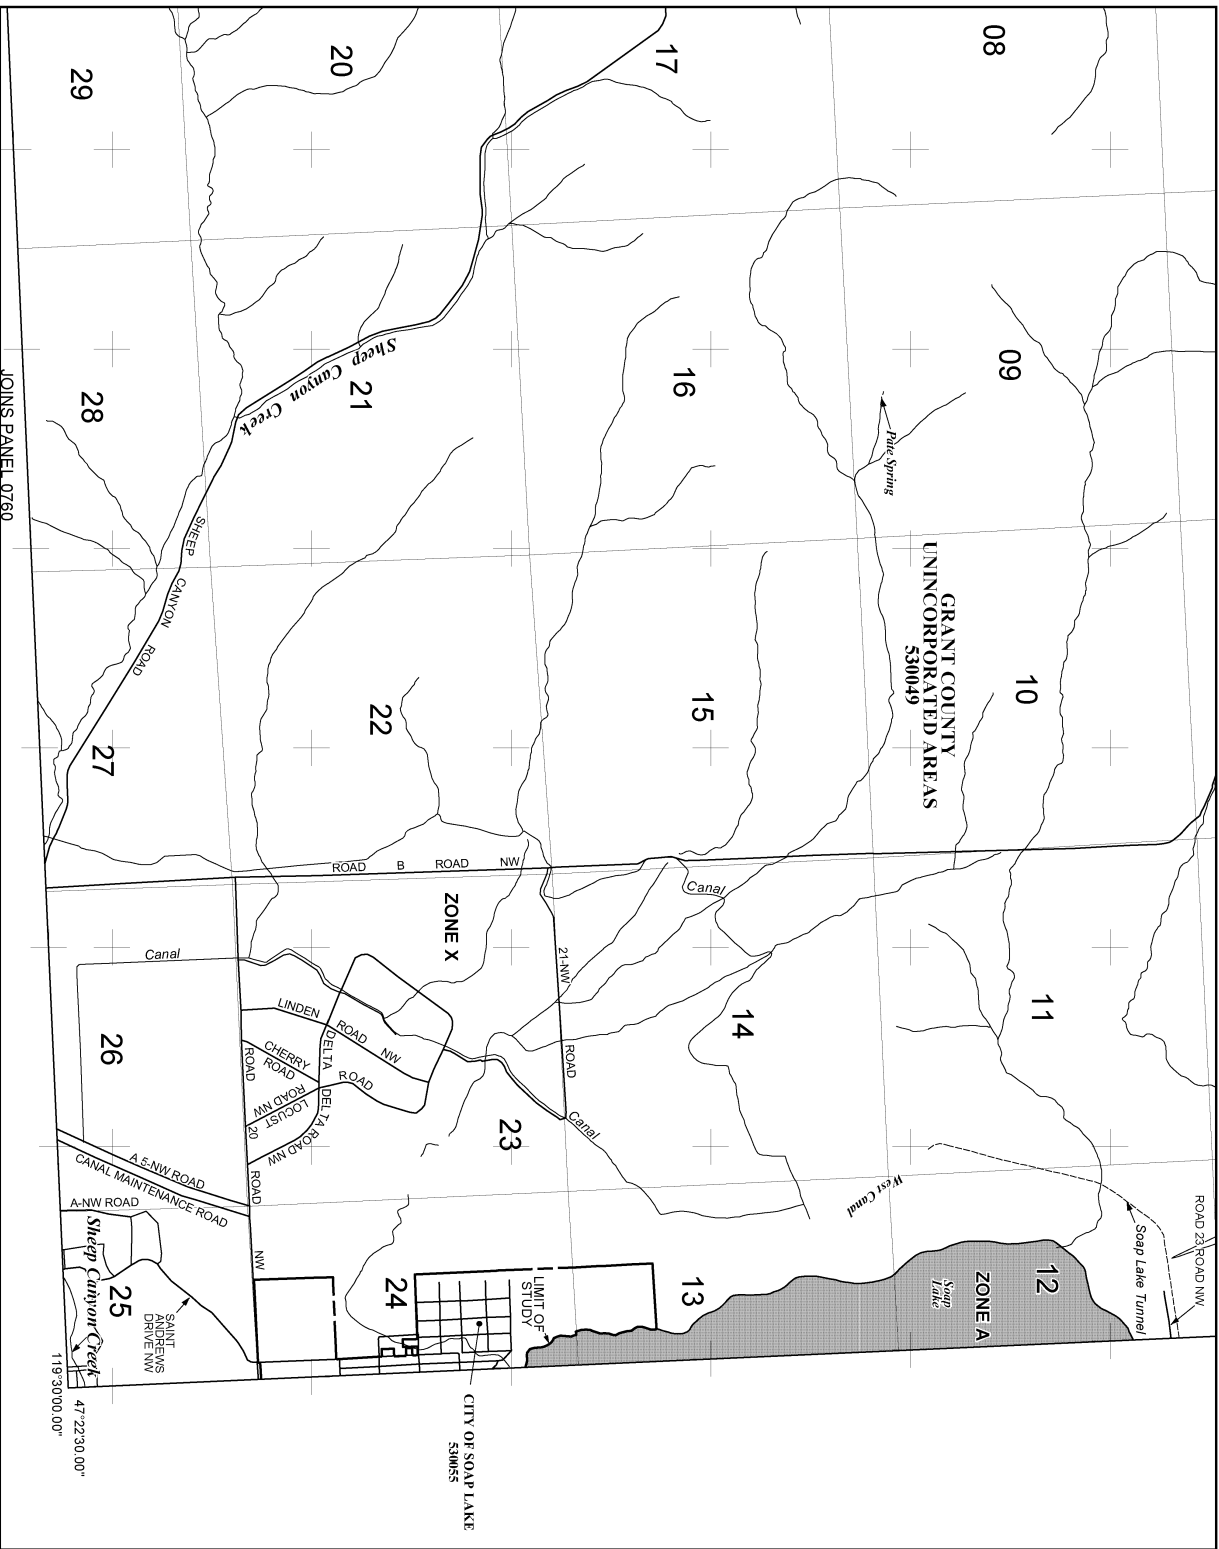 08
17
20
29
09
16
21
28
Sheep Canyon Creek
Pate Spring
JOINS PANEL 0760
GRANT COUNTY
UNINCORPORATED AREAS
530049
10
15
22
27
SHEEP CANYON ROAD
ROAD B ROAD NW
ZONE X
Canal
Canal
21-NW ROAD
11
14
23
26
Canal
LINDEN ROAD NW
DELTA ROAD
CHERRY
ROAD
LOCUST
ROAD NW
DELTA ROAD NW
ROAD 20 ROAD NW
Canal
A 5-NW ROAD
CANAL MAINTENANCE ROAD
A-NW ROAD
West Canal
ROAD 23 ROAD NW
Soap Lake Tunnel
12
ZONE A
Soap
Lake
13
LIMIT OF
STUDY
24
25
Sheep Canyon Creek
SAINT
ANDREWS
DRIVE NW
CITY OF SOAP LAKE
530055
47°22'30.00"
119°30'00.00"